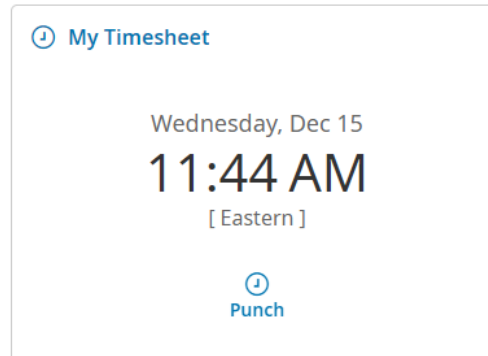 My Timesheet
Wednesday, Dec 15
11:44 AM
[ Eastern ]
Punch